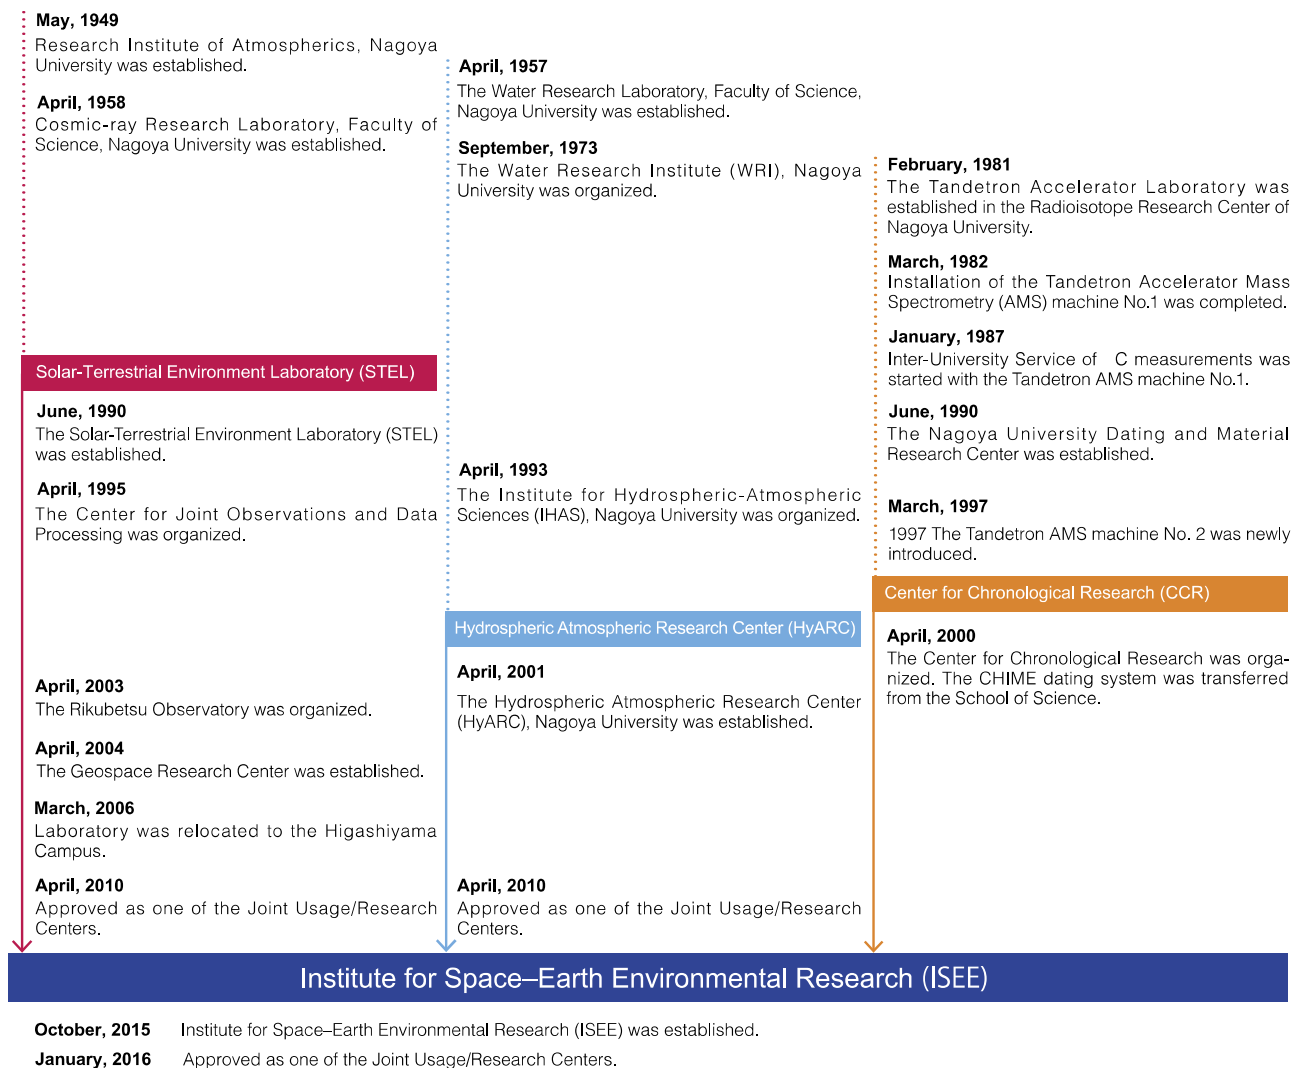 May, 1949
Research Institute of Atmospherics, Nagoya
University was established.
April, 1958
Cosmic-ray Research Laboratory, Faculty of
Science, Nagoya University was established.
Solar-Terrestrial Environment Laboratory (STEL)
June, 1990
The Solar-Terrestrial Environment Laboratory (STEL)
was established.
April, 1995
The Center for Joint Observations and Data
Processing was organized.
April, 2003
The Rikubetsu Observatory was organized.
April, 2004
The Geospace Research Center was established.
March, 2006
Laboratory was relocated to the Higashiyama
Campus.
April, 2010
Approved as one of the Joint Usage/Research
Centers.
April, 1957
The Water Research Laboratory, Faculty of Science,
Nagoya University was established.
September, 1973
The Water Research Institute (WRI), Nagoya
University was organized.
April, 1993
The Institute for Hydrospheric-Atmospheric
Sciences (IHAS), Nagoya University was organized.
Hydrospheric Atmospheric Research Center (HyARC)
April, 2001
The Hydrospheric Atmospheric Research Center
(HyARC), Nagoya University was established.
April, 2010
Approved as one of the Joint Usage/Research
Centers.
February, 1981
The Tandetron Accelerator Laboratory was
established in the Radioisotope Research Center of
Nagoya University.
March, 1982
Installation of the Tandetron Accelerator Mass
Spectrometry (AMS) machine No.1 was completed.
January, 1987
Inter-University Service of C measurements was
started with the Tandetron AMS machine No.1.
June, 1990
The Nagoya University Dating and Material
Research Center was established.
March, 1997
1997 The Tandetron AMS machine No. 2 was newly
introduced.
Center for Chronological Research (CCR)
April, 2000
The Center for Chronological Research was orga-
nized. The CHIME dating system was transferred
from the School of Science.
Institute for Space–Earth Environmental Research (ISEE)
October, 2015 Institute for Space–Earth Environmental Research (ISEE) was established.
January, 2016 Approved as one of the Joint Usage/Research Centers.